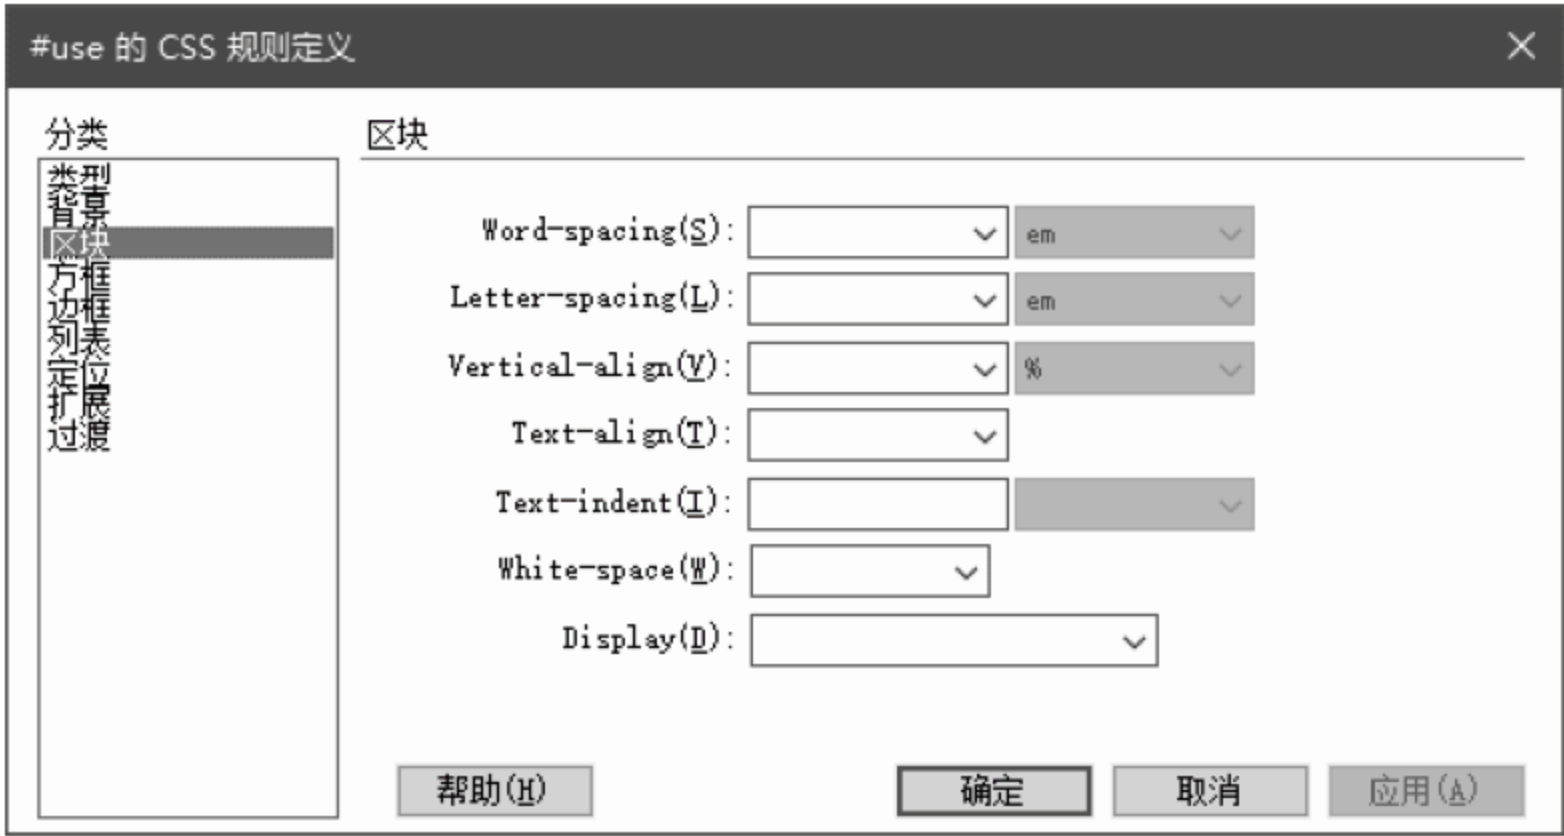 #use 的 CSS 规则定义
分类
类型
背景
区块
方框
边框
列表
定位
扩展
过渡
区块
Word-spacing(S):
em
Letter-spacing(L):
em
Vertical-align(V):
%
Text-align(T):
Text-indent(I):
White-space(W):
Display(D):
帮助(H)
确定
取消
应用(A)